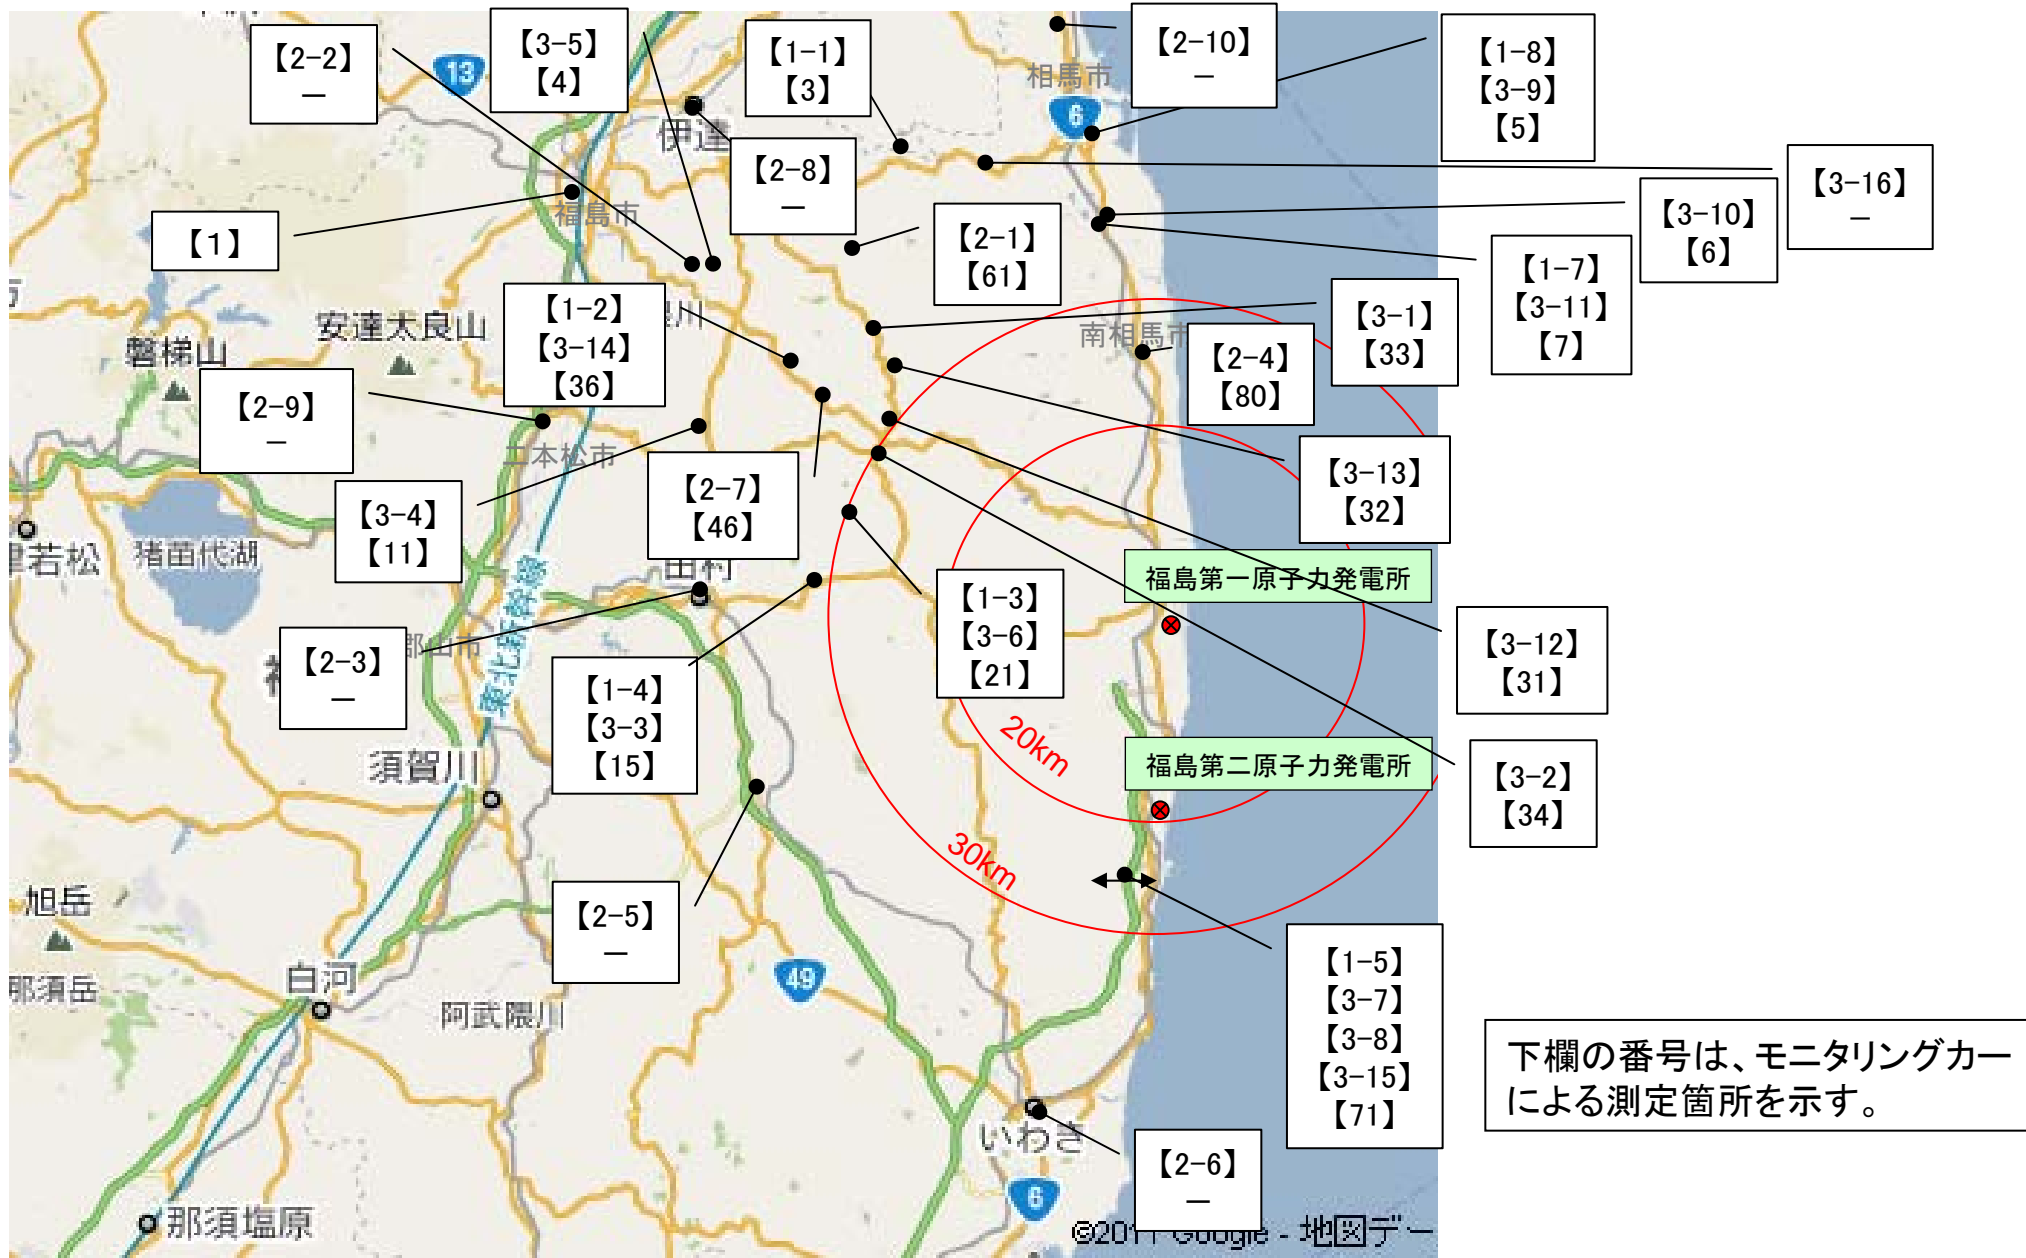 【2-2】
－
【3-5】
【4】
【1-1】
【3】
【2-10】
－
【1-8】
【3-9】
【5】
13
相馬市
6
伊達
【2-8】
－
【3-16】
－
【3-10】
【6】
【1】
福島市
【2-1】
【61】
【1-7】
【3-11】
【7】
【1-2】
【3-14】
【36】
川
安達太良山
磐梯山
【3-1】
【33】
南相馬市
【2-4】
【80】
【2-9】
－
二本松市
【3-4】
【11】
【2-7】
【46】
【3-13】
【32】
猪苗代湖
若松
田村
東北新幹線
福島第一原子力発電所
【1-3】
【3-6】
【21】
【2-3】
－
郡山市
【3-12】
【31】
【1-4】
【3-3】
【15】
須賀川
20km
福島第二原子力発電所
【3-2】
【34】
30km
旭岳
那須岳
【2-5】
－
白河
49
阿武隈川
【1-5】
【3-7】
【3-8】
【3-15】
【71】
下欄の番号は、モニタリングカー
による測定箇所を示す。
いわき
【2-6】
－
6
那須塩原
©2011 Google - 地図デー